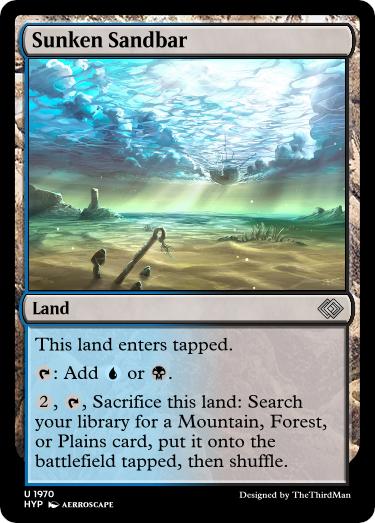 Sunken Sandbar
Land
This land enters tapped.
: Add or .
2, , Sacrifice this land: Search
your library for a Mountain, Forest,
or Plains card, put it onto the
battlefield tapped, then shuffle.
U 1970
HYP AEROSCAPE
Designed by TheThirdMan